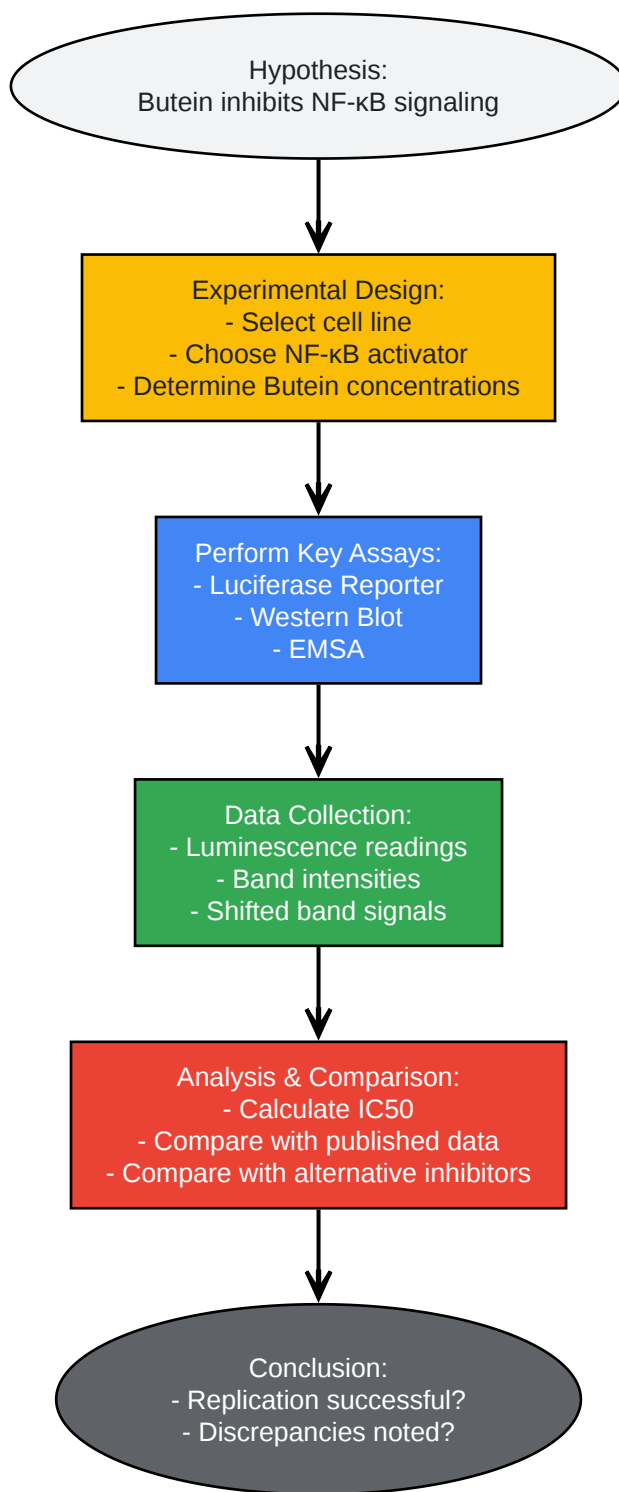 Hypothesis:
Butein inhibits NF-κB signaling
Experimental Design:
- Select cell line
- Choose NF-κB activator
- Determine Butein concentrations
Perform Key Assays:
- Luciferase Reporter
- Western Blot
- EMSA
Data Collection:
- Luminescence readings
- Band intensities
- Shifted band signals
Analysis & Comparison:
- Calculate IC50
- Compare with published data
- Compare with alternative inhibitors
Conclusion:
- Replication successful?
- Discrepancies noted?